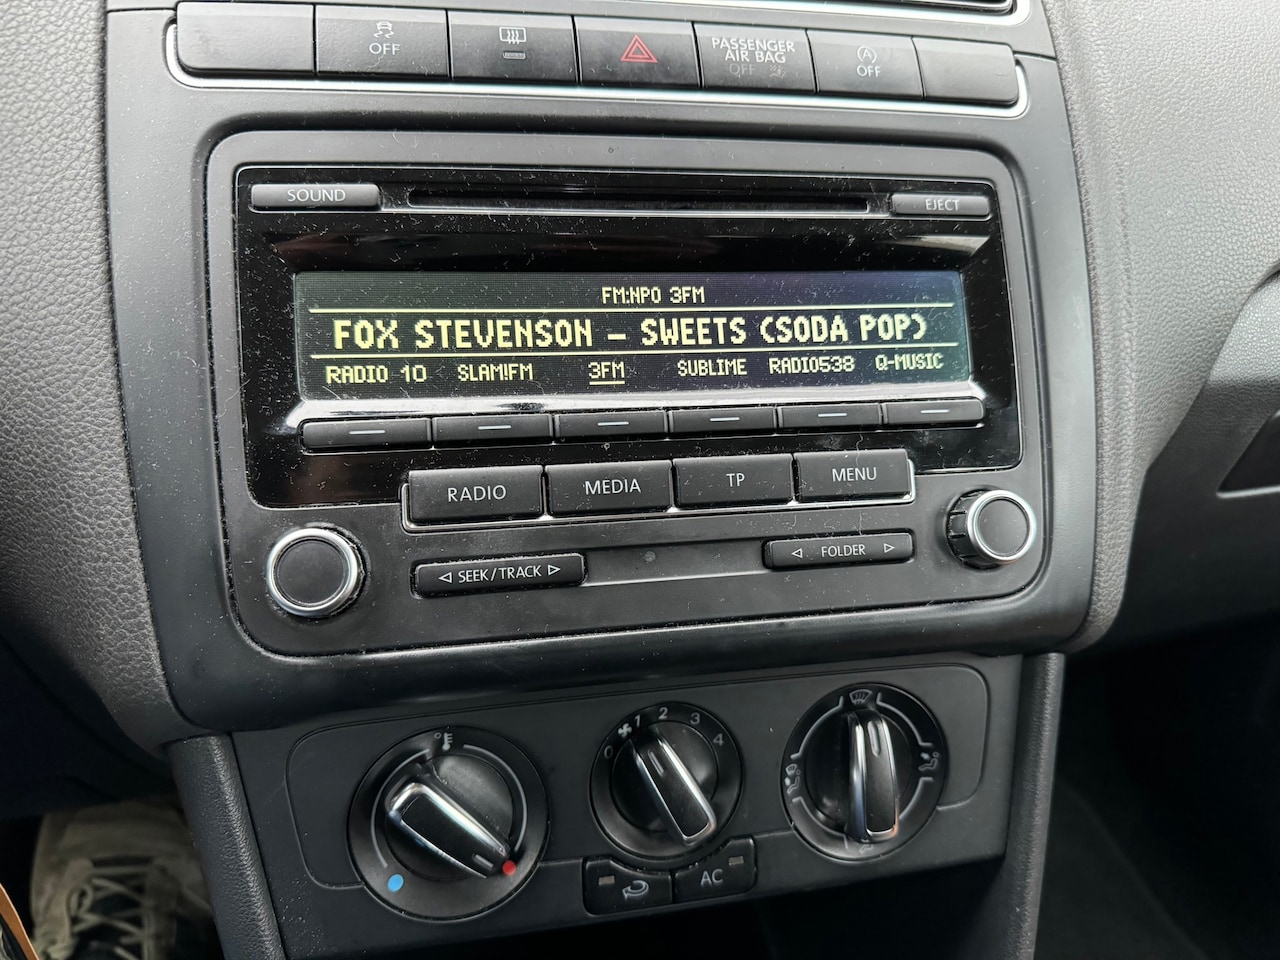 OFF
PASSENGER
AIR BAG
OFF
OFF
SOUND
EJECT
FM:NPO 3FM
FOX STEVENSON - SWEETS (SODA POP)
RADIO 10 SLAM!FM 3FM SUBLIME RADIO538 Q-MUSIC
RADIO MEDIA TP MENU
SEEK/TRACK FOLDER
0 1 2 3 4
AC